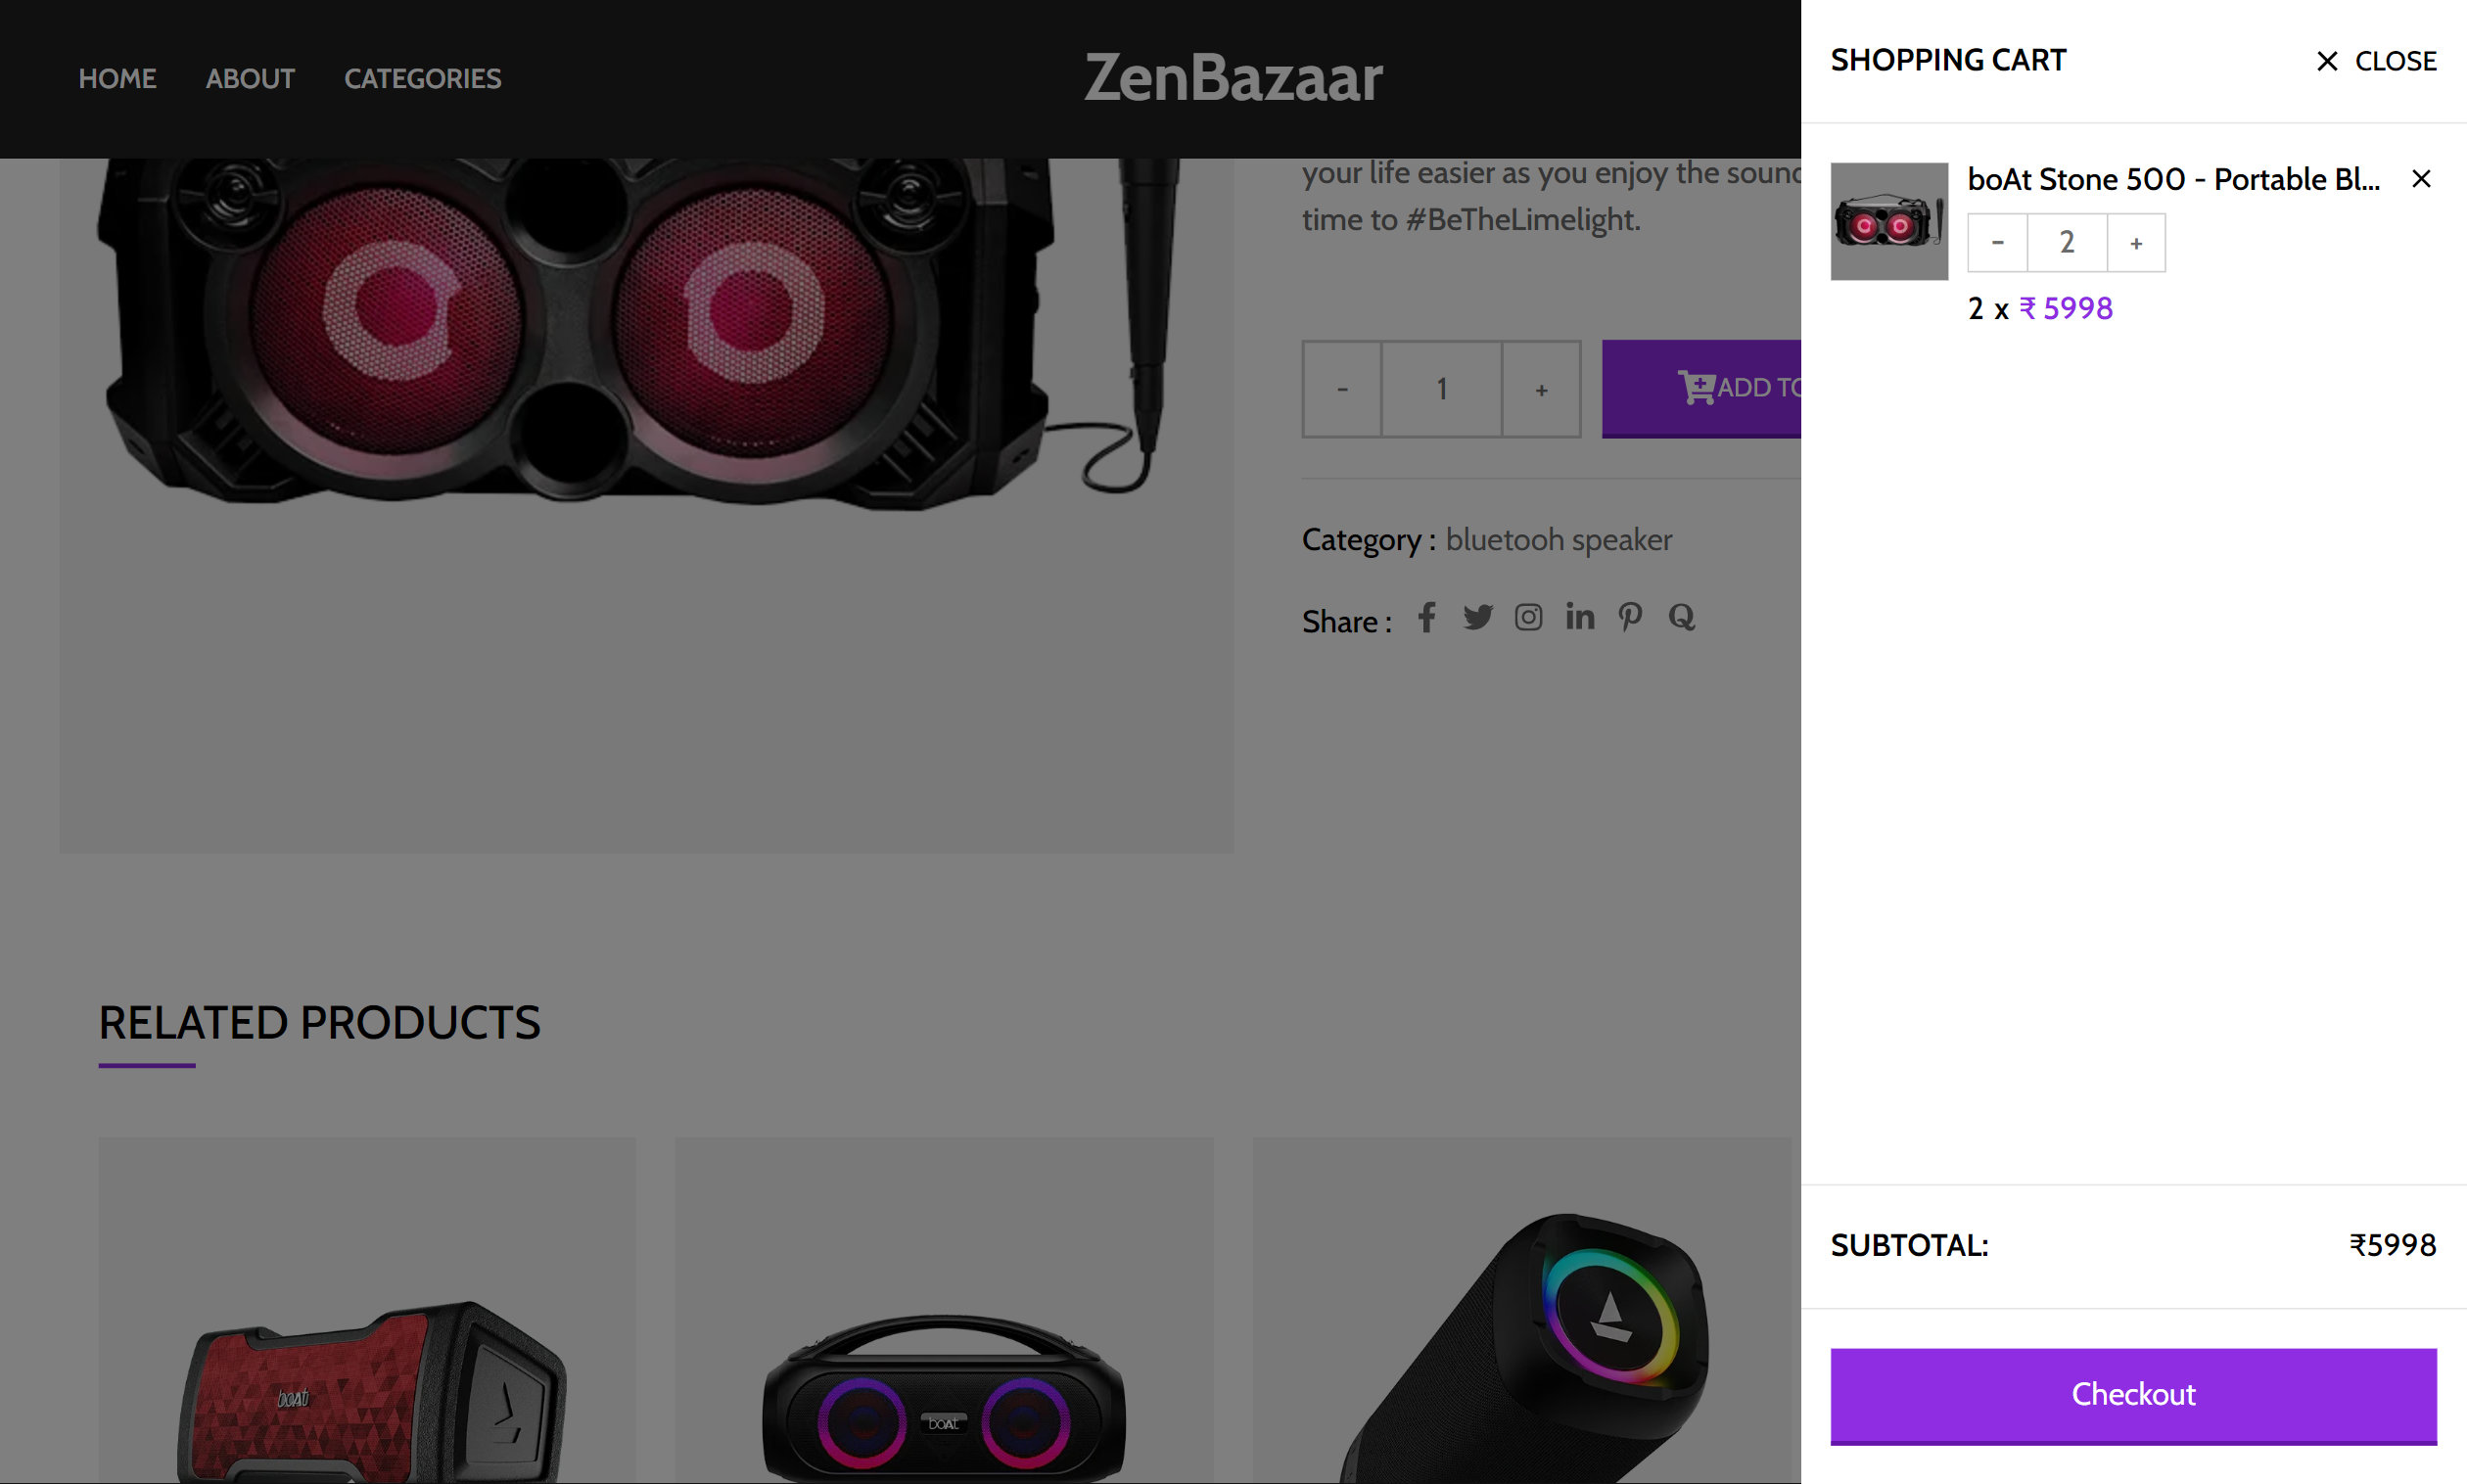 HOME ABOUT CATEGORIES
ZenBazaar
your life easier as you enjoy the
time to #BeTheLimelight.
- 1 +
ADD
Category : bluetooh speaker
Share :
RELATED PRODUCTS
boAt
boAt
SHOPPING CART
CLOSE
boAt Stone 500 - Portable Bl...
- 2 +
2 x ₹ 5998
SUBTOTAL: ₹5998
Checkout